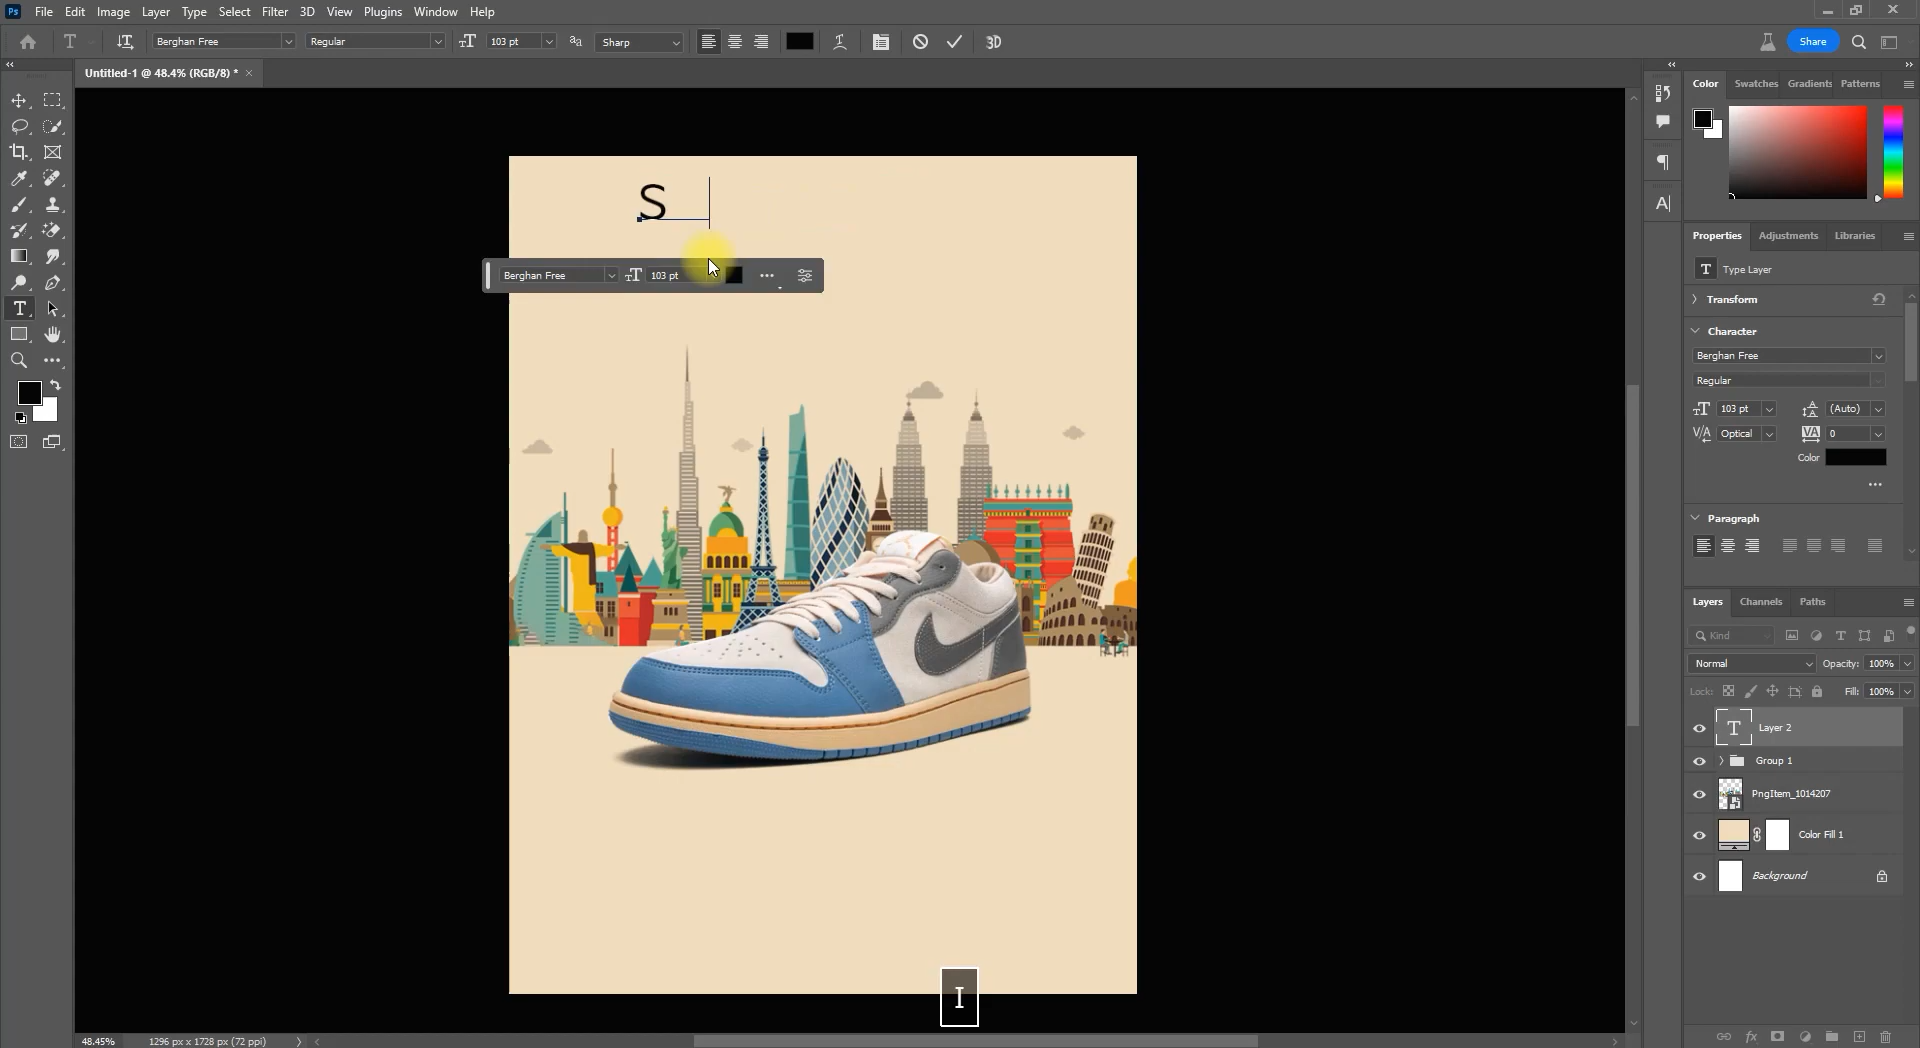 Ps File Edit Image Layer Type Select Filter 3D View Plugins Window Help
T Berghan Free Regular 103 pt Sharp 3D Share
Untitled-1 @ 48.4% (RGB/8) *
S
Berghan Free 103 pt
I
48.45% 1296 px x 1728 px (72 ppi)
Color Swatches Gradients Patterns
Properties Adjustments Libraries
T Type Layer
Transform
Character
Berghan Free
Regular
103 pt (Auto)
Optical 0
Color
Paragraph
Layers Channels Paths
Kind
Normal Opacity: 100%
Lock: Fill: 100%
T Layer 2
Group 1
PngItem_1014207
Color Fill 1
Background
fx